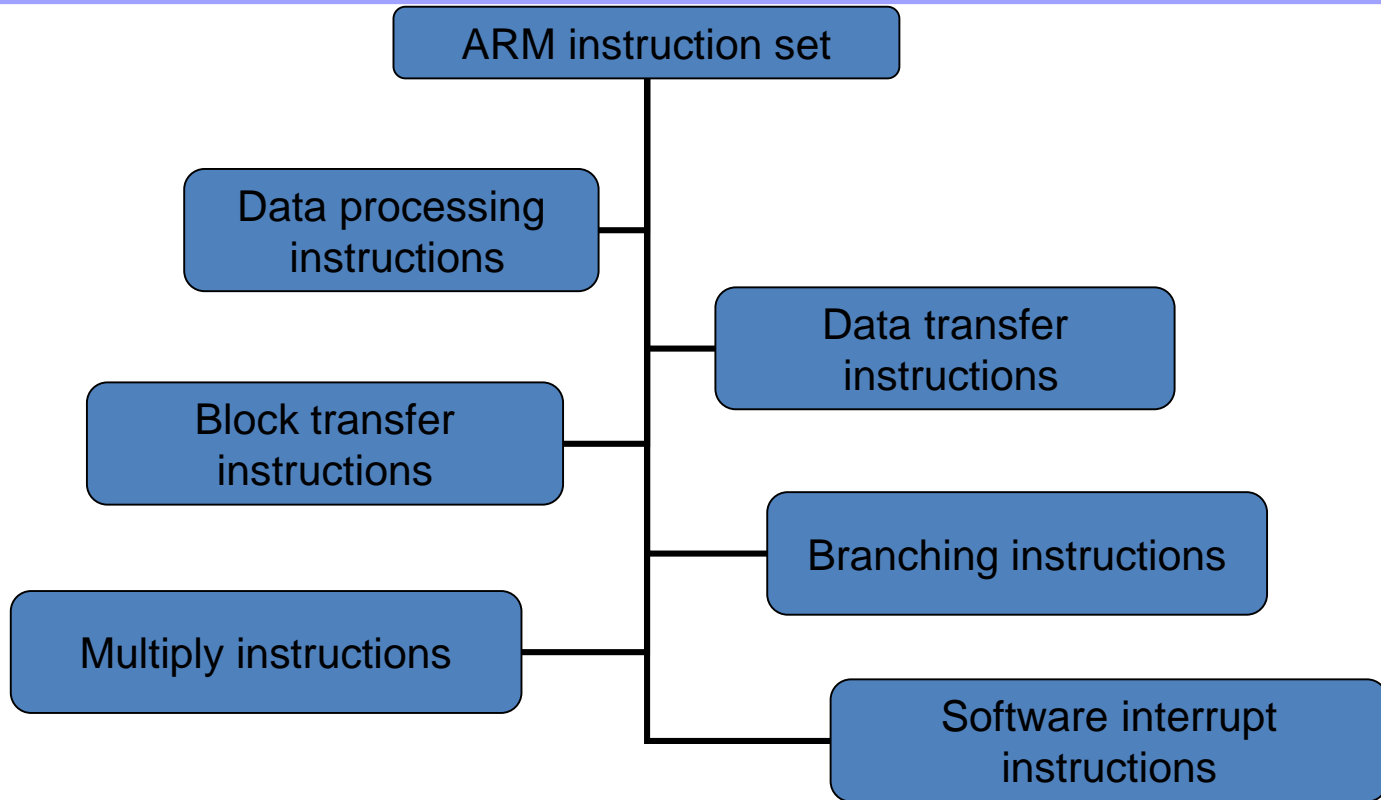 ARM instruction set
Data processing
instructions
Data transfer
instructions
Block transfer
instructions
Branching instructions
Multiply instructions
Software interrupt
instructions